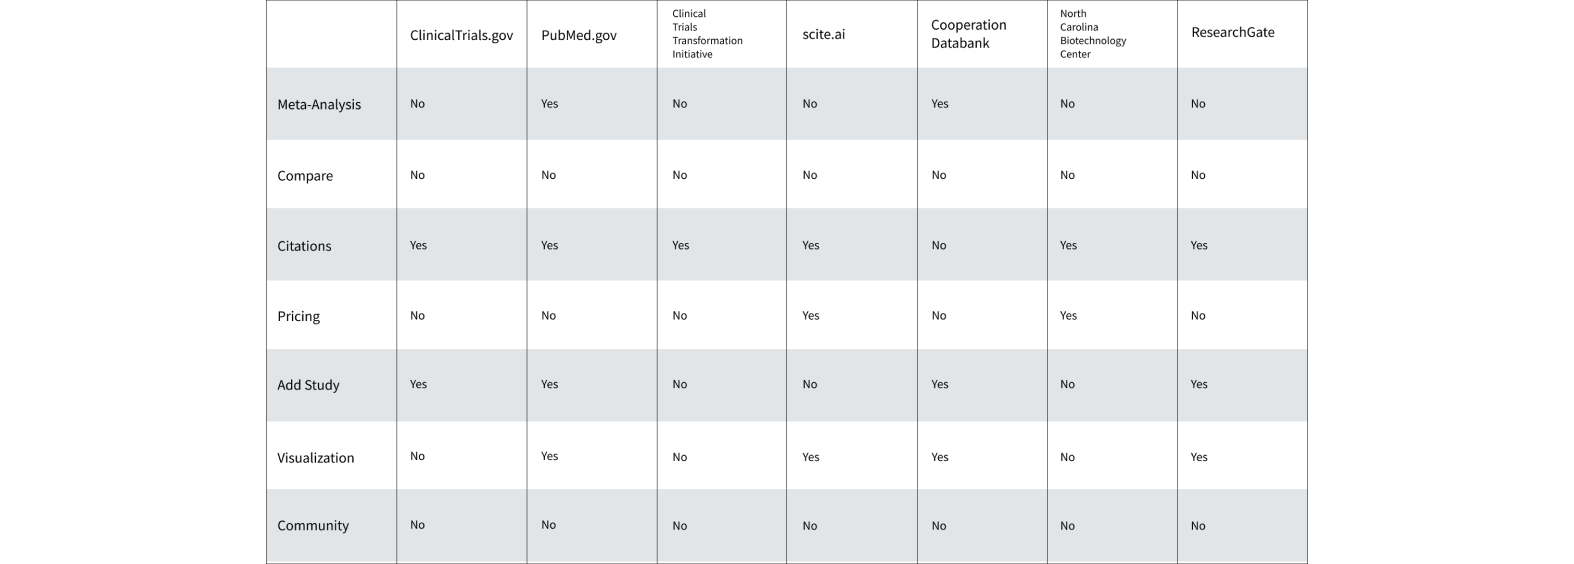 ClinicalTrials.gov PubMed.gov Clinical Trials Transformation Initiative scite.ai Cooperation Databank North Carolina Biotechnology Center ResearchGate
Meta-Analysis No Yes No No Yes No No
Compare No No No No No No No
Citations Yes Yes Yes Yes No Yes Yes
Pricing No No No Yes No Yes No
Add Study Yes Yes No No Yes No Yes
Visualization No Yes No Yes Yes No Yes
Community No No No No No No No